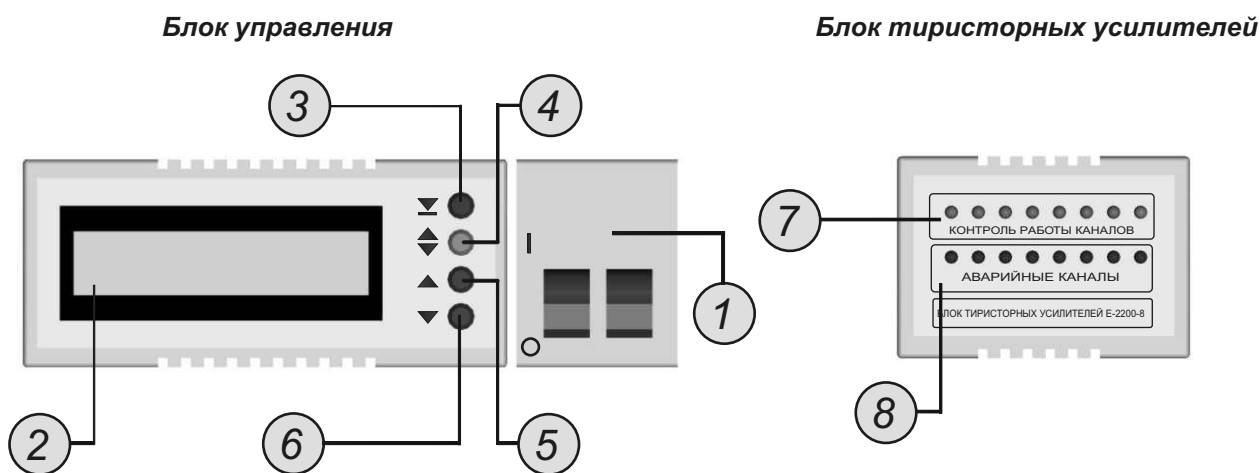 Блок управления
Блок тиристорных усилителей
3
4
7
КОНТРОЛЬ РАБОТЫ КАНАЛОВ
АВАРИЙНЫЕ КАНАЛЫ
БЛОК ТИРИСТОРНЫХ УСИЛИТЕЛЕЙ Е-2200-8
1
2
6
5
8